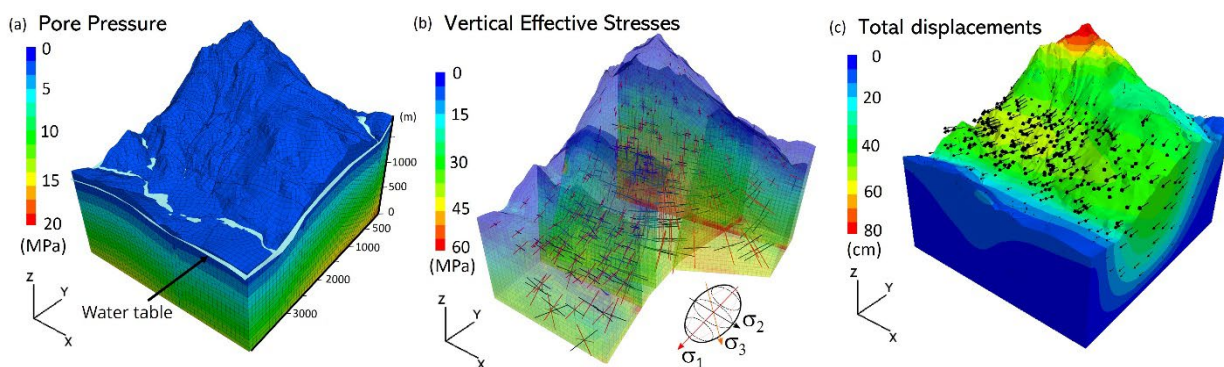 (a) Pore Pressure
0
5
10
15
20
(MPa)
(m)
1000
500
0
1000
2000
3000
Water table
Z
Y
X
(b) Vertical Effective Stresses
0
15
30
45
60
(MPa)
Z
Y
X
σ1
σ2
σ3
(c) Total displacements
0
20
40
60
80
(cm)
Z
Y
X